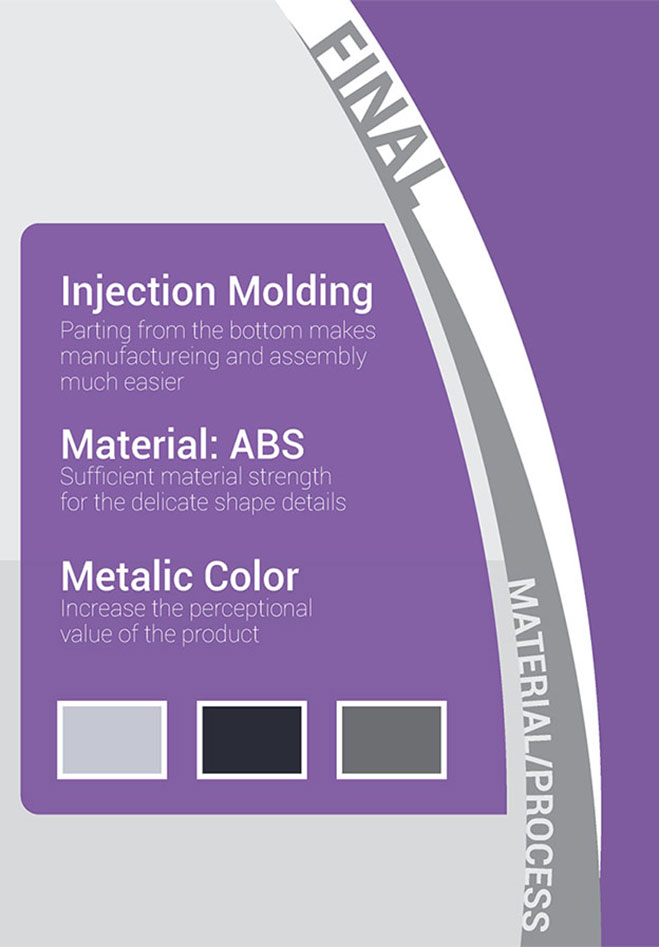 FINAL
Injection Molding
Parting from the bottom makes
manufactureing and assembly
much easier
Material: ABS
Sufficient material strength
for the delicate shape details
Metalic Color
Increase the perceptional
value of the product
MATERIAL/PROCESS